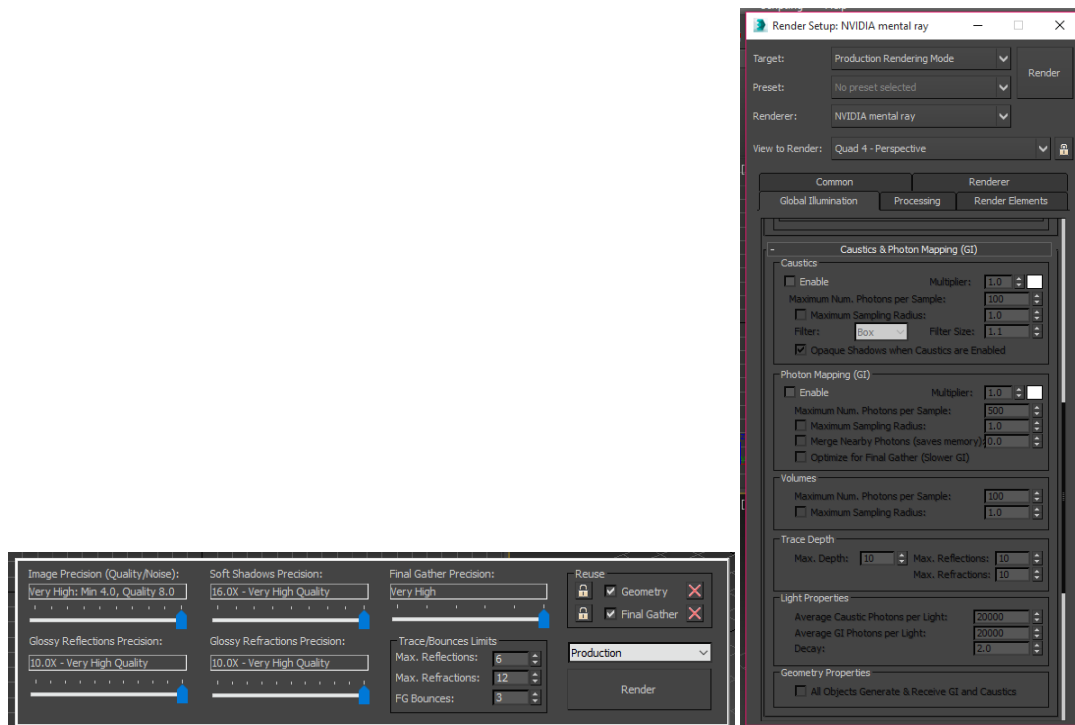 Render Setup: NVIDIA mental ray
Target: Production Rendering Mode
Render
Preset: No preset selected
Renderer: NVIDIA mental ray
View to Render: Quad 4 - Perspective
Common Renderer
Global Illumination Processing Render Elements
- Caustics & Photon Mapping (GI)
Caustics
Enable Multiplier: 1.0
Maximum Num. Photons per Sample: 100
Maximum Sampling Radius: 1.0
Filter: Box Filter Size: 1.1
Opaque Shadows when Caustics are Enabled
Photon Mapping (GI)
Enable Multiplier: 1.0
Maximum Num. Photons per Sample: 500
Maximum Sampling Radius: 1.0
Merge Nearby Photons (saves memory): 0.0
Optimize for Final Gather (Slower GI)
Volumes
Maximum Num. Photons per Sample: 100
Maximum Sampling Radius: 1.0
Trace Depth
Max. Depth: 10 Max. Reflections: 10
Max. Refractions: 10
Light Properties
Average Caustic Photons per Light: 20000
Average GI Photons per Light: 20000
Decay: 2.0
Geometry Properties
All Objects Generate & Receive GI and Caustics
Image Precision (Quality/Noise):
Very High: Min 4.0, Quality 8.0
Soft Shadows Precision:
16.0X - Very High Quality
Final Gather Precision:
Very High
Reuse
Geometry
Final Gather
Glossy Reflections Precision:
10.0X - Very High Quality
Glossy Refractions Precision:
10.0X - Very High Quality
Trace/Bounces Limits
Max. Reflections: 6
Max. Refractions: 12
FG Bounces: 3
Production
Render